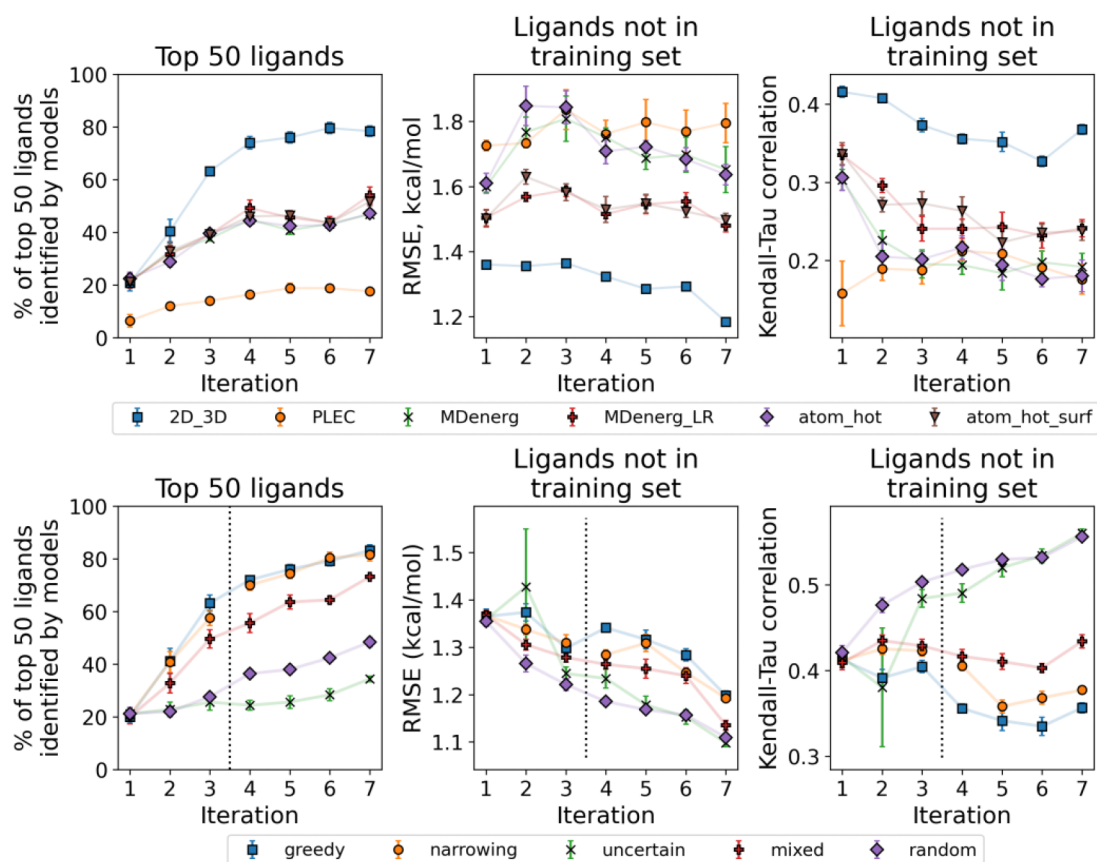 Top 50 ligands
% of top 50 ligands
identified by models
100
80
60
40
20
0
1 2 3 4 5 6 7
Iteration
Ligands not in
training set
RMSE, kcal/mol
1.8
1.6
1.4
1.2
1 2 3 4 5 6 7
Iteration
Ligands not in
training set
Kendall-Tau correlation
0.4
0.3
0.2
1 2 3 4 5 6 7
Iteration
2D_3D PLEC MDenerg MDenerg_LR atom_hot atom_hot_surf
Top 50 ligands
% of top 50 ligands
identified by models
100
80
60
40
20
0
1 2 3 4 5 6 7
Iteration
Ligands not in
training set
RMSE (kcal/mol)
1.5
1.4
1.3
1.2
1.1
1 2 3 4 5 6 7
Iteration
Ligands not in
training set
Kendall-Tau correlation
0.5
0.4
0.3
1 2 3 4 5 6 7
Iteration
greedy narrowing uncertain mixed random